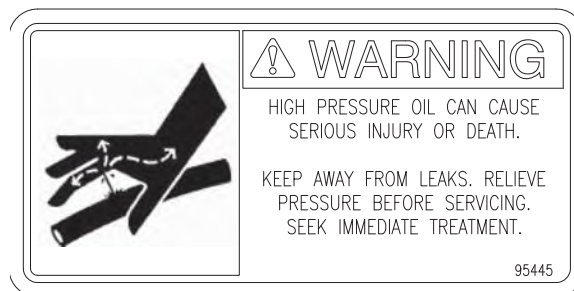 WARNING
HIGH PRESSURE OIL CAN CAUSE
SERIOUS INJURY OR DEATH.
KEEP AWAY FROM LEAKS. RELIEVE
PRESSURE BEFORE SERVICING.
SEEK IMMEDIATE TREATMENT.
95445